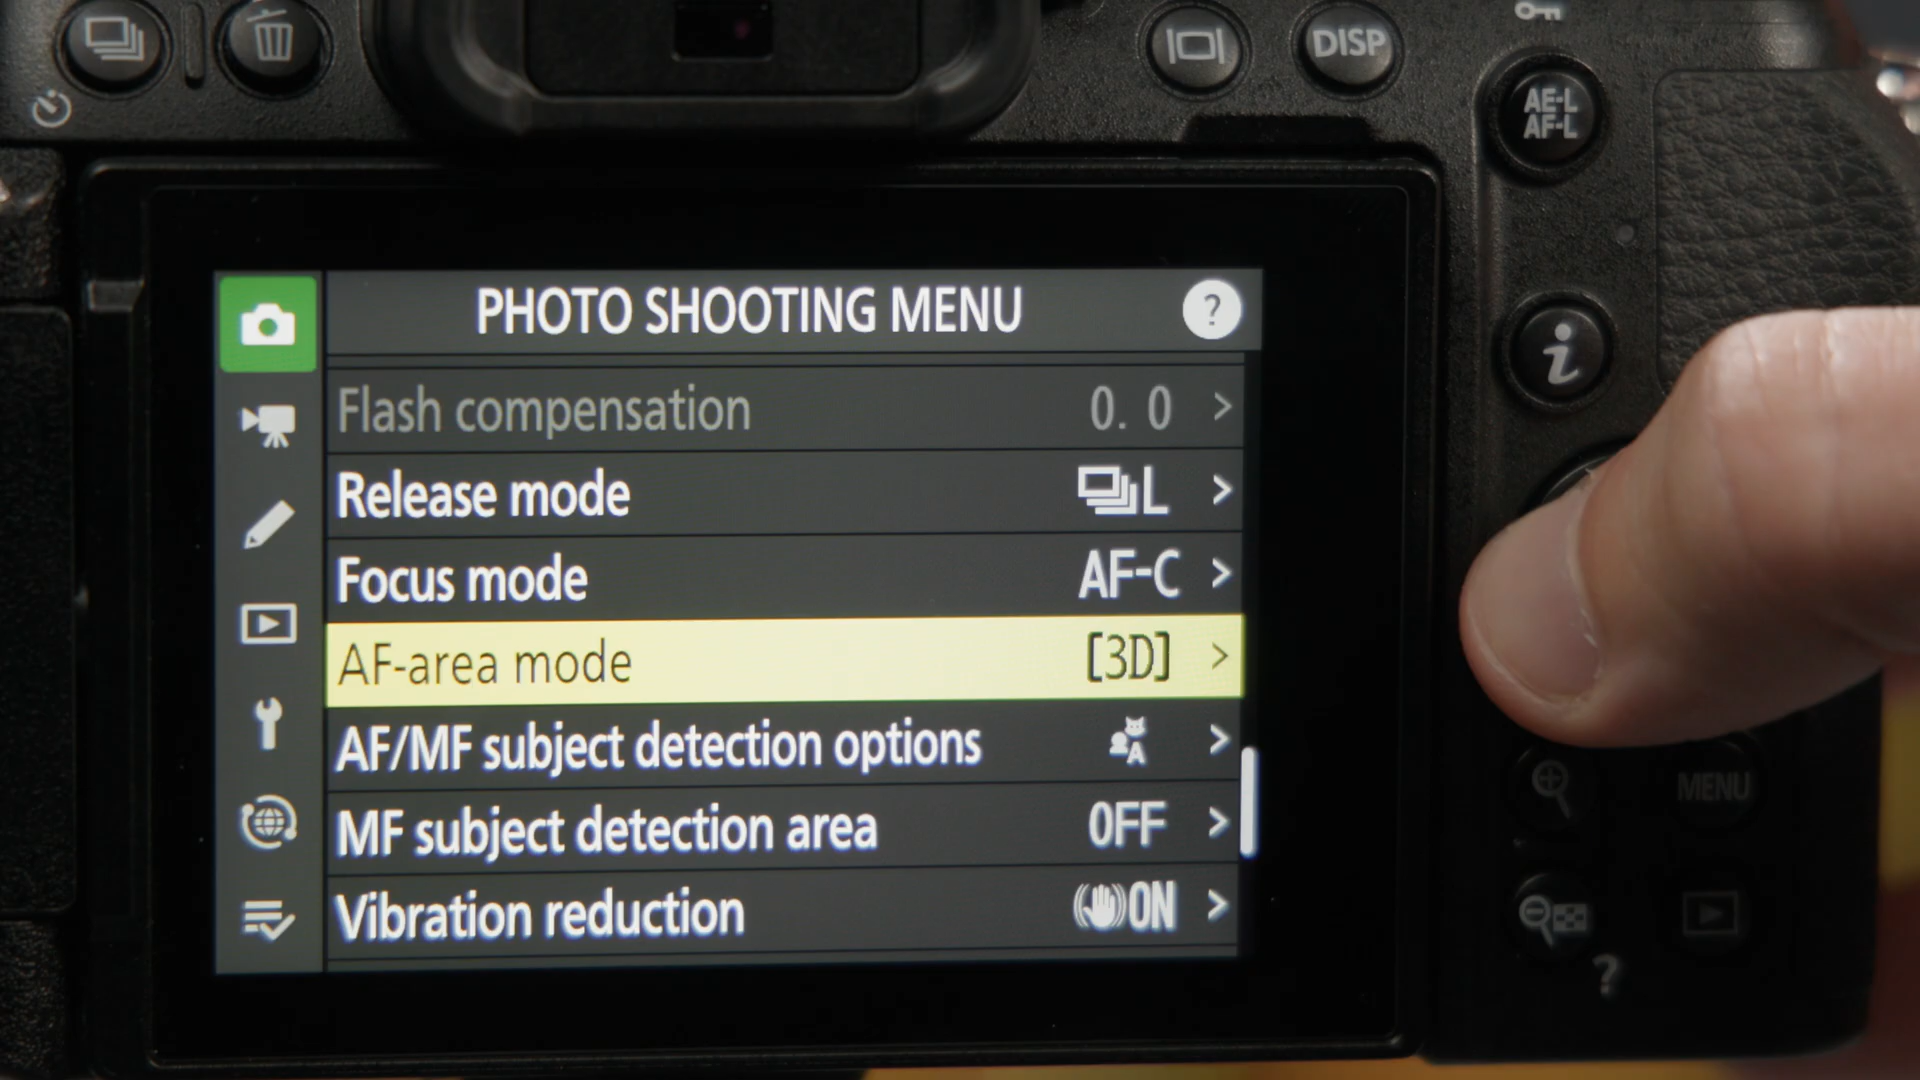 DISP
AE-L
AF-L
i
PHOTO SHOOTING MENU ?
Flash compensation 0. 0 >
Release mode L >
Focus mode AF-C >
AF-area mode [3D] >
AF/MF subject detection options A >
MF subject detection area OFF >
Vibration reduction ON >
MENU
?